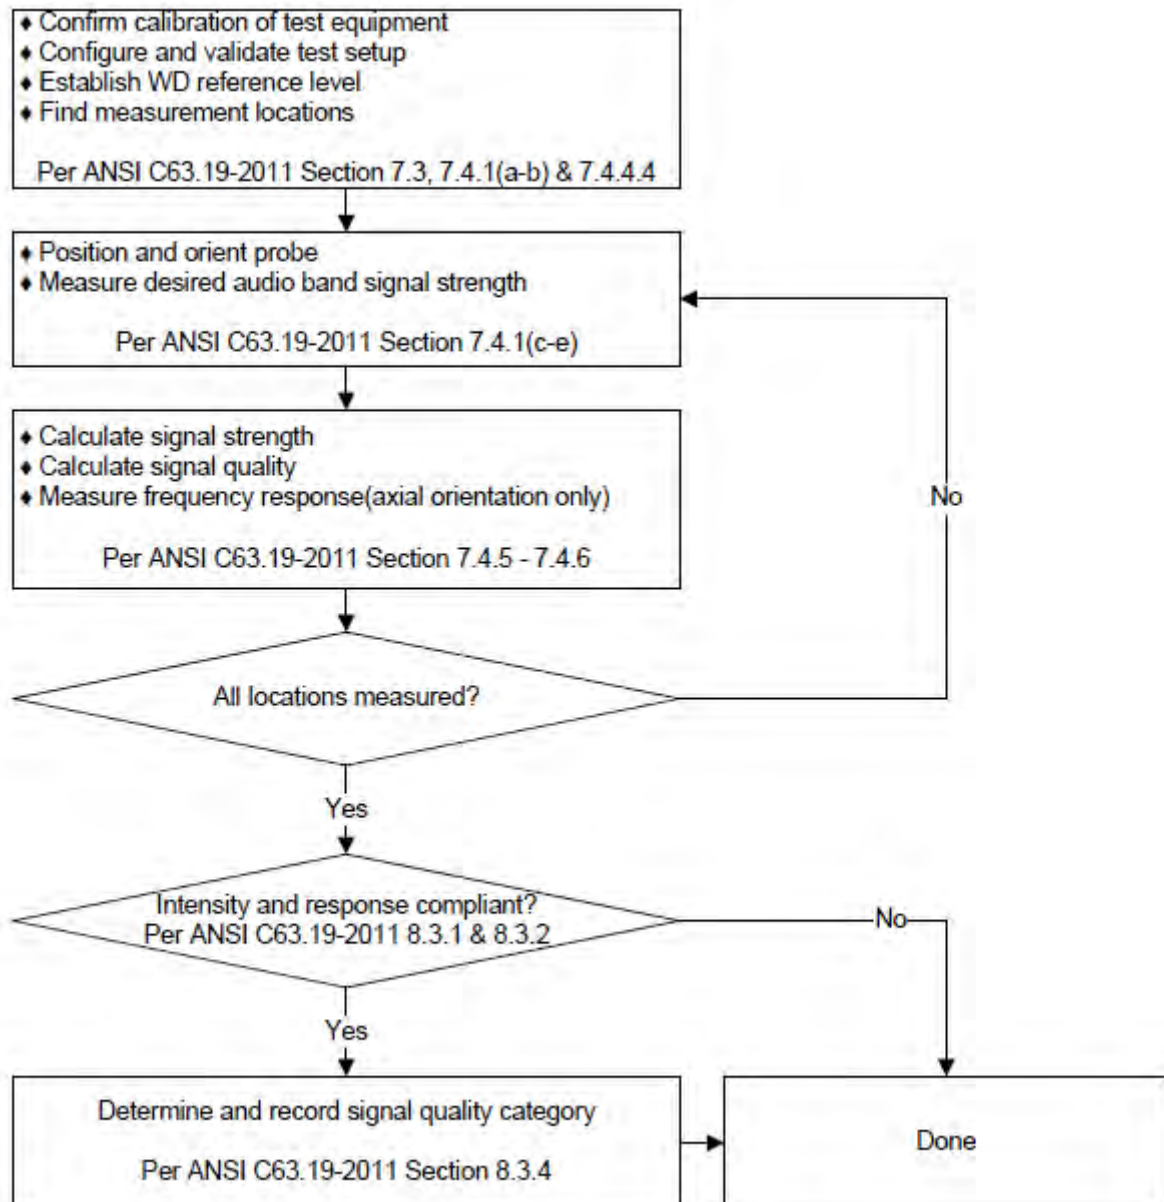 ♦ Confirm calibration of test equipment
♦ Configure and validate test setup
♦ Establish WD reference level
♦ Find measurement locations
Per ANSI C63.19-2011 Section 7.3, 7.4.1(a-b) & 7.4.4.4
♦ Position and orient probe
♦ Measure desired audio band signal strength
Per ANSI C63.19-2011 Section 7.4.1(c-e)
♦ Calculate signal strength
♦ Calculate signal quality
♦ Measure frequency response(axial orientation only)
Per ANSI C63.19-2011 Section 7.4.5 - 7.4.6
No
All locations measured?
Yes
Intensity and response compliant?
Per ANSI C63.19-2011 8.3.1 & 8.3.2
No
Yes
Determine and record signal quality category
Per ANSI C63.19-2011 Section 8.3.4
Done